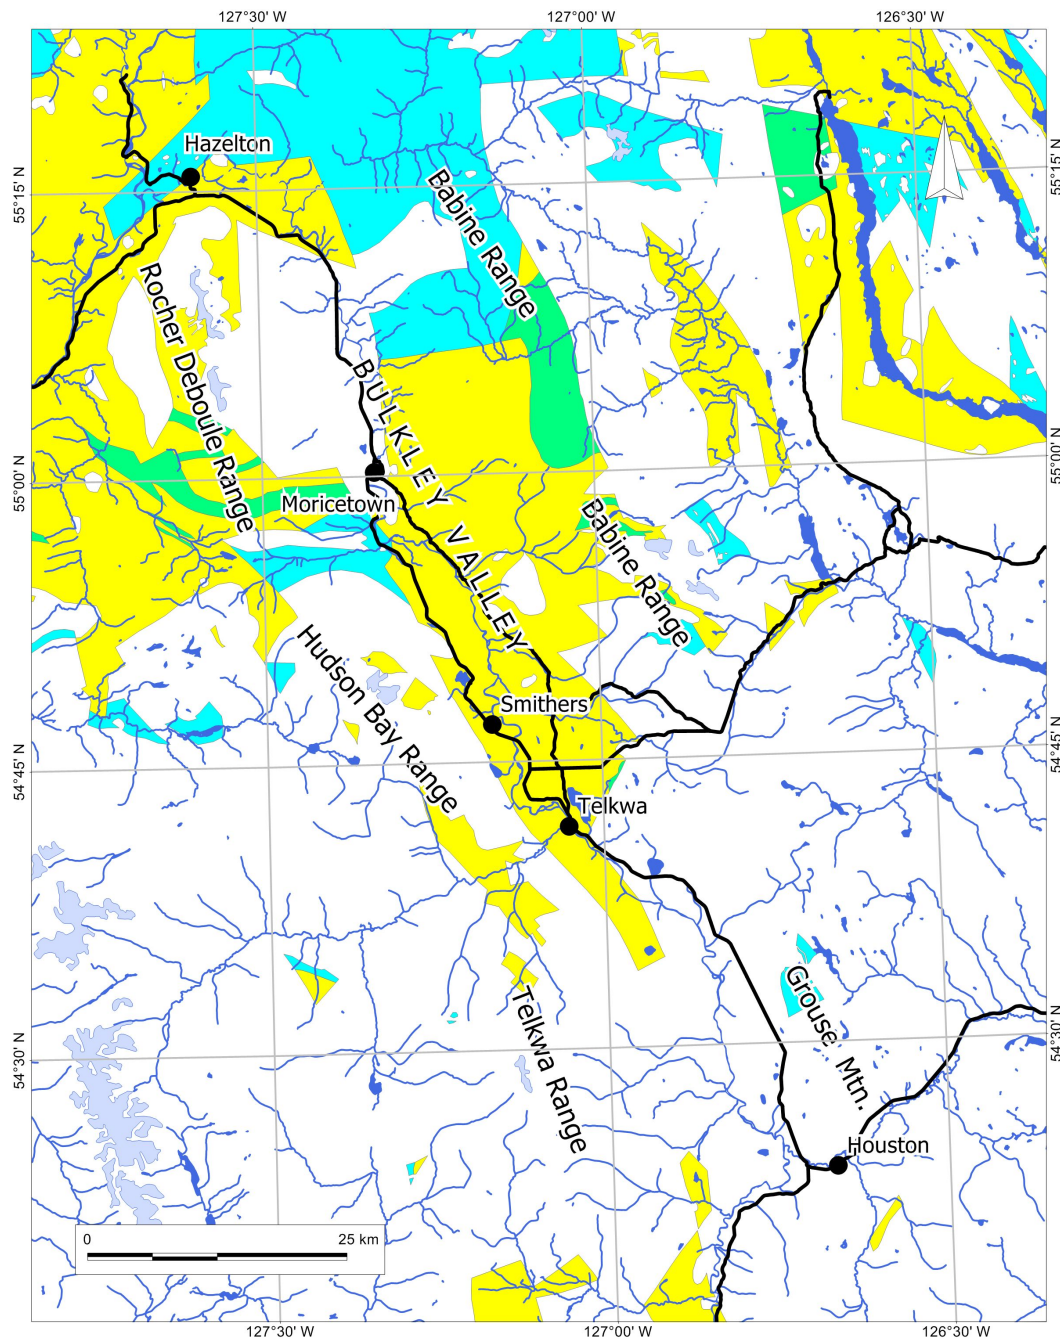 127°30' W 127°00' W 126°30' W
Hazelton
55°15' N 55°15' N
Babine Range
Rocher Deboule Range
BULKLEY VALLEY
55°00' N 55°00' N
Moricetown
Babine Range
Hudson Bay Range
Smithers
54°45' N 54°45' N
Telkwa
Grouse Mtn.
Telkwa Range
54°30' N 54°30' N
Houston
0 25 km
127°30' W 127°00' W 126°30' W